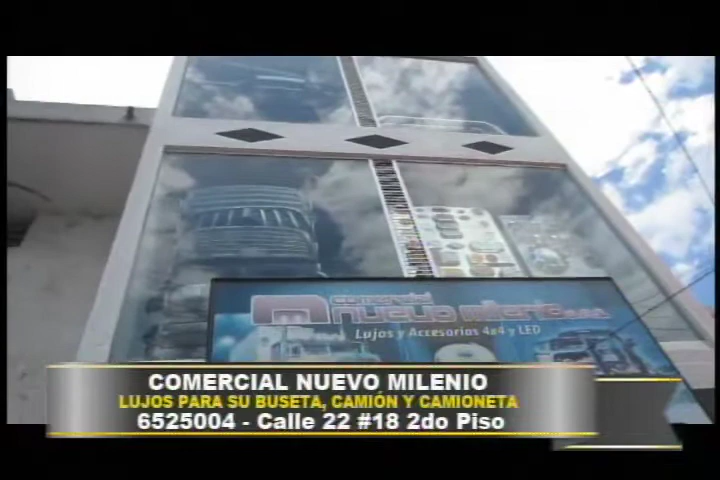 comercial
nuevo milenio
Lujos y Accesorios 4x4 y LED
COMERCIAL NUEVO MILENIO
LUJOS PARA SU BUSETA, CAMIÓN Y CAMIONETA
6525004 - Calle 22 #18 2do Piso